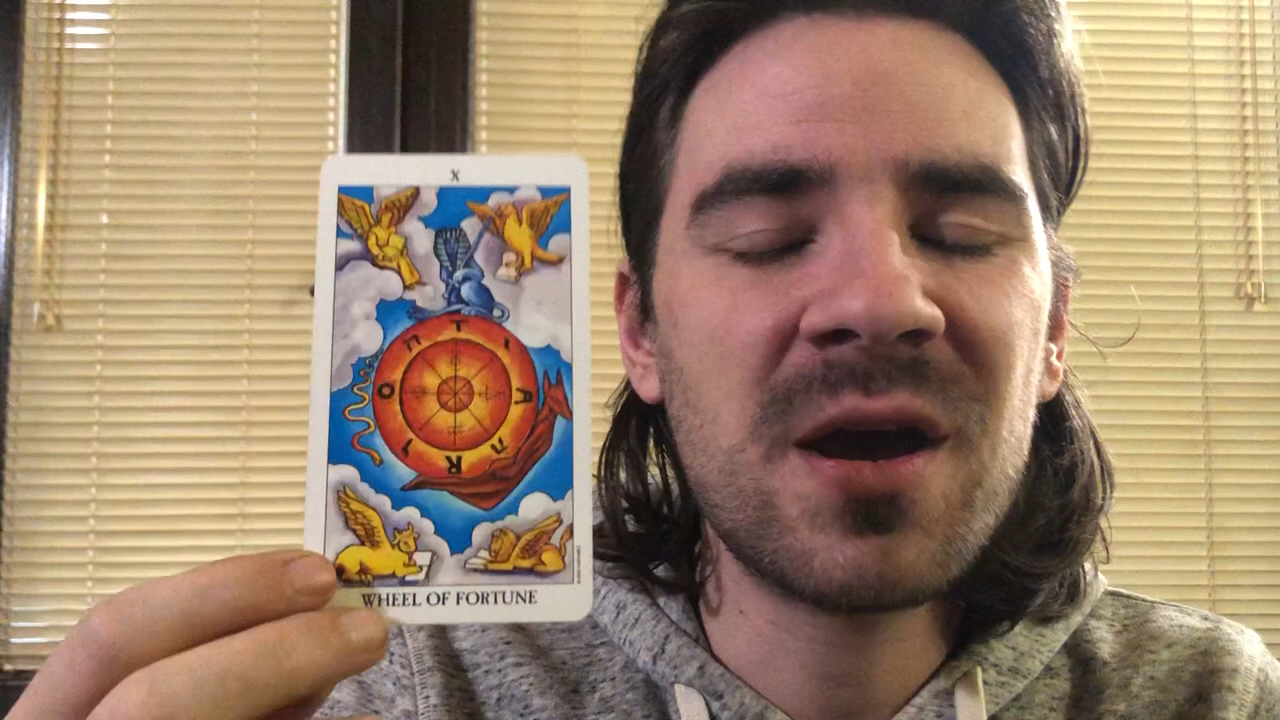 X
T
ה י
O A
ו ה
R
WHEEL OF FORTUNE